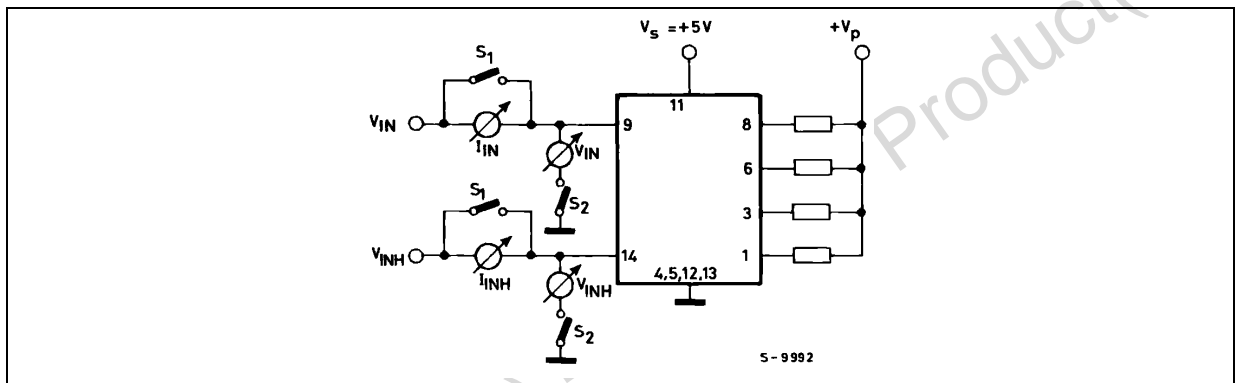 Vs =+5V
+Vp
S1
11
VIN
IIN
9
8
VIN
6
S2
S1
3
VINH
IINH
14
1
4,5,12,13
VINH
S2
S-9992
Product(